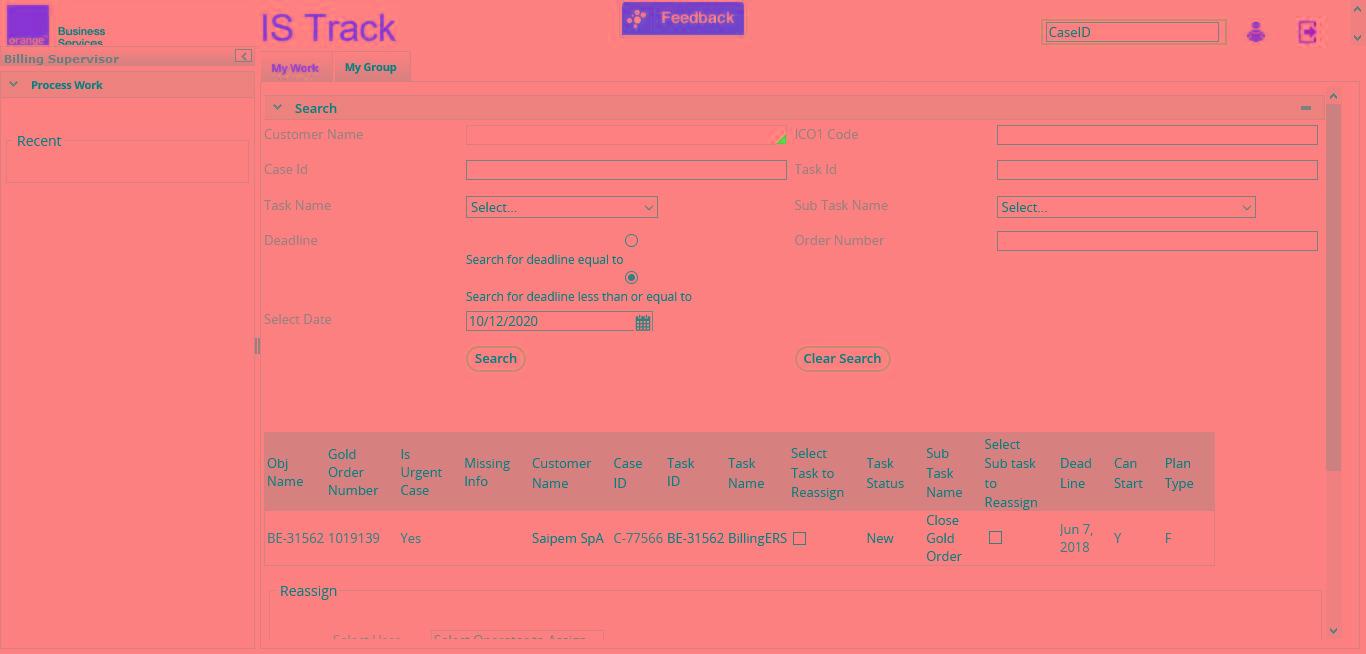 orange
Business
Services
IS Track
Feedback
CaseID
Billing Supervisor
My Work
My Group
Process Work
Recent
Search
Customer Name
ICO1 Code
Case Id
Task Id
Task Name
Select...
Sub Task Name
Select...
Deadline
Order Number
Search for deadline equal to
Search for deadline less than or equal to
Select Date
10/12/2020
Search
Clear Search
Obj Name
Gold Order Number
Is Urgent Case
Missing Info
Customer Name
Case ID
Task ID
Task Name
Select Task to Reassign
Task Status
Sub Task Name
Select Sub task to Reassign
Dead Line
Can Start
Plan Type
BE-31562
1019139
Yes
Saipem SpA
C-77566
BE-31562
BillingERS
New
Close Gold Order
Jun 7, 2018
Y
F
Reassign
Select User
Select Operator to Assign